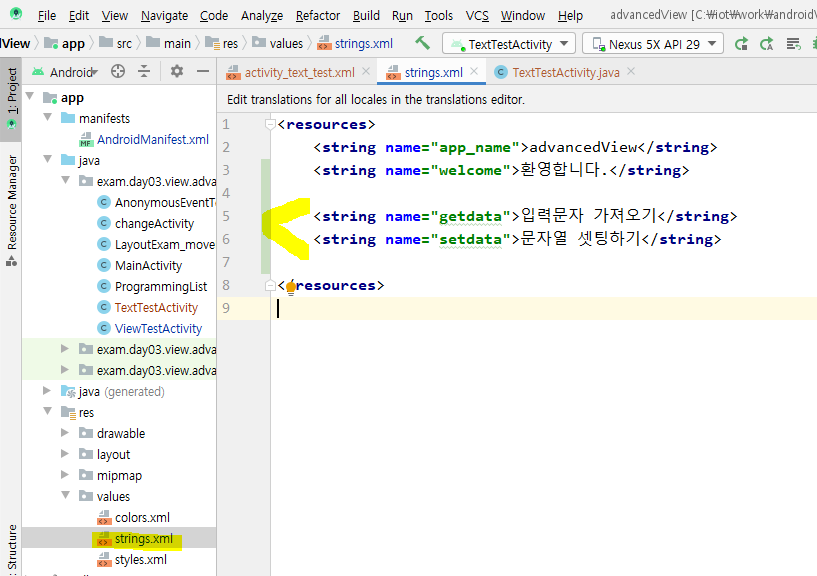 File Edit View Navigate Code Analyze Refactor Build Run Tools VCS Window Help advancedView [C:₩iot₩work₩android
View app src main res values strings.xml TextTestActivity Nexus 5X API 29
Android activity_text_test.xml strings.xml TextTestActivity.java
Edit translations for all locales in the translations editor.
1: Project
Resource Manager
Structure
app
manifests
AndroidManifest.xml
java
exam.day03.view.adva
AnonymousEventT
changeActivity
LayoutExam_move
MainActivity
ProgrammingList
TextTestActivity
ViewTestActivity
exam.day03.view.adva
exam.day03.view.adva
java (generated)
res
drawable
layout
mipmap
values
colors.xml
strings.xml
styles.xml
1 <resources>
2 <string name="app_name">advancedView</string>
3 <string name="welcome">환영합니다.</string>
4
5 <string name="getdata">입력문자 가져오기</string>
6 <string name="setdata">문자열 셋팅하기</string>
7
8 </resources>
9